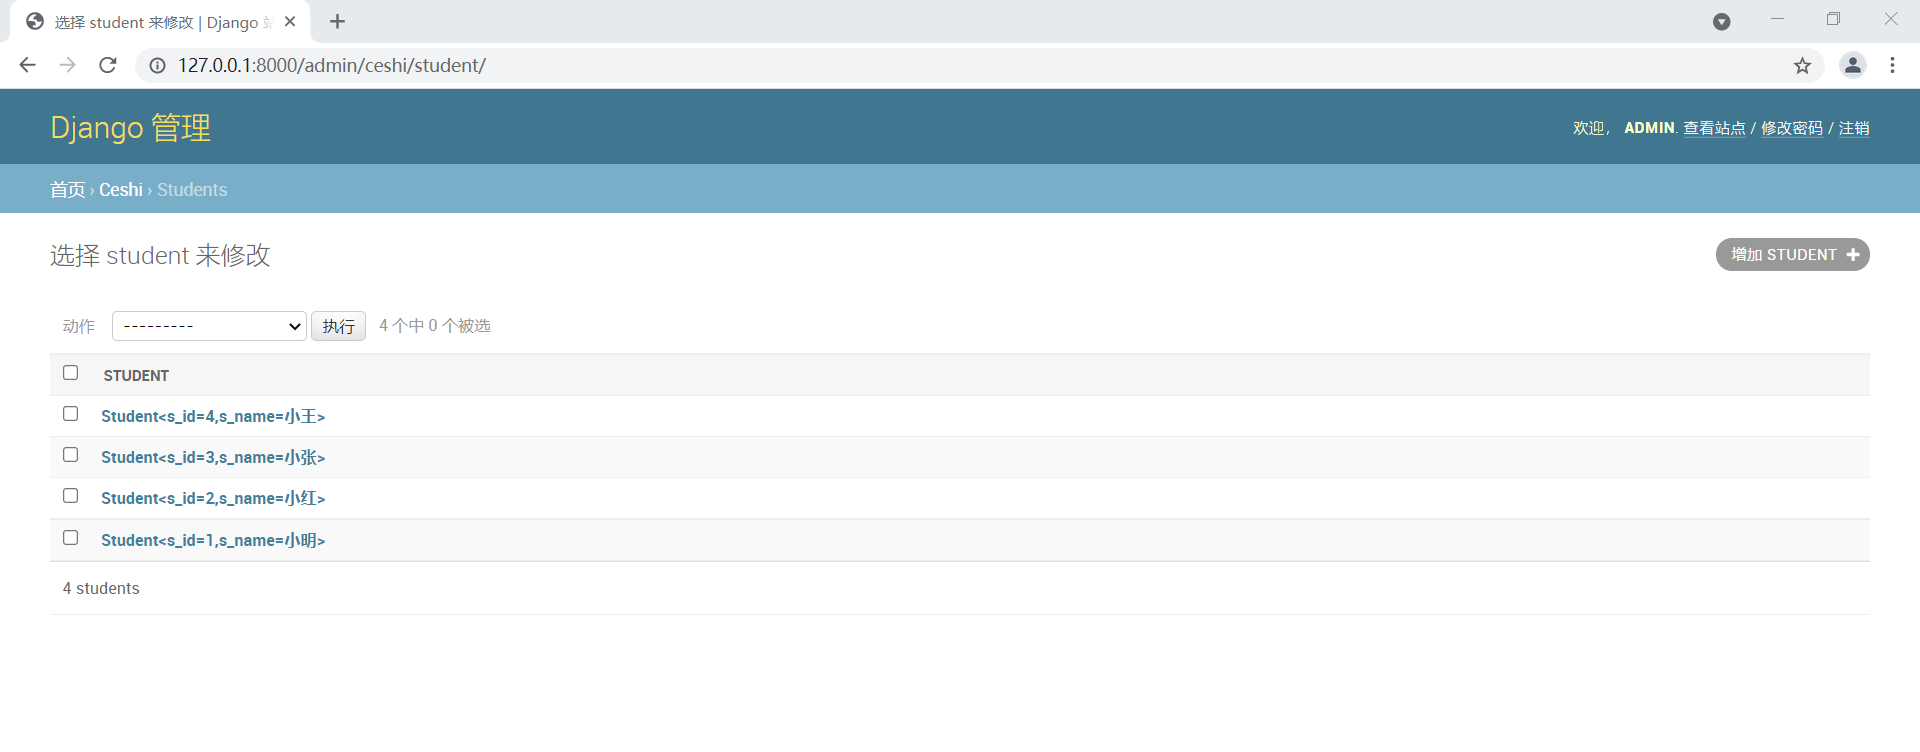 选择 student 来修改 | Django 站
127.0.0.1:8000/admin/ceshi/student/
Django 管理
欢迎， ADMIN. 查看站点 / 修改密码 / 注销
首页 › Ceshi › Students
选择 student 来修改
增加 STUDENT
动作 --------- 执行 4 个中 0 个被选
STUDENT
Student<s_id=4,s_name=小王>
Student<s_id=3,s_name=小张>
Student<s_id=2,s_name=小红>
Student<s_id=1,s_name=小明>
4 students